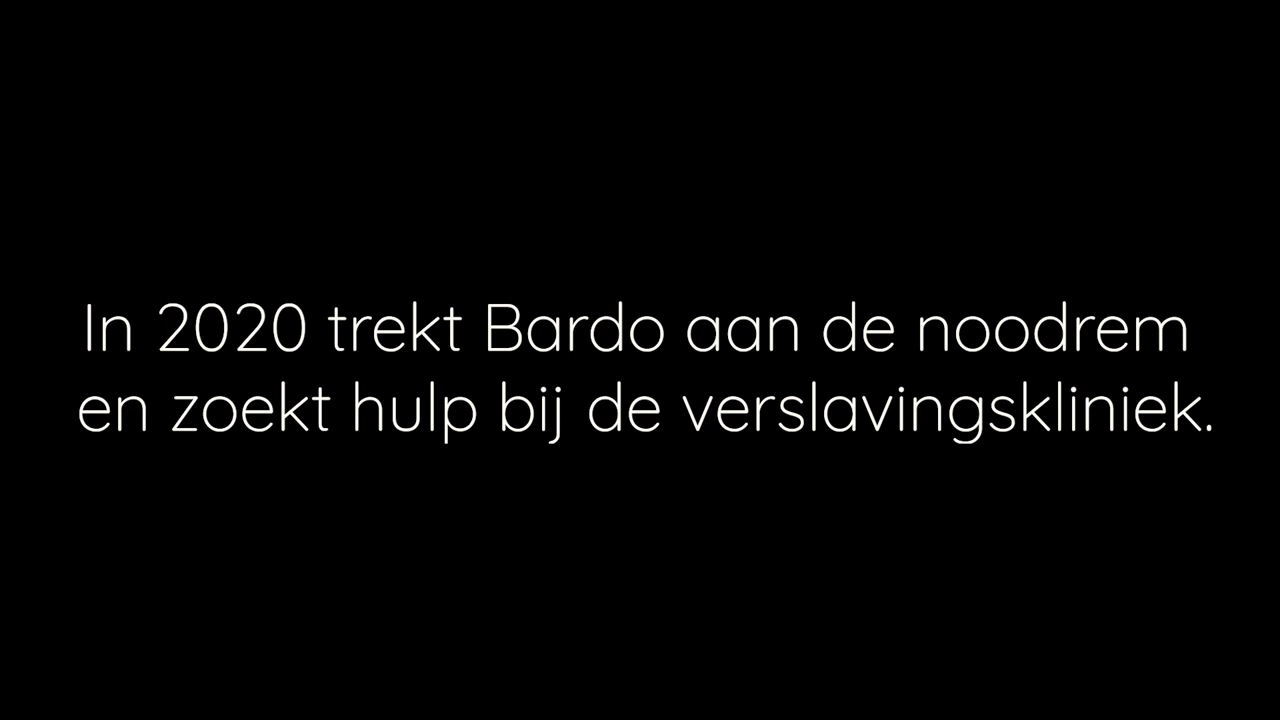 In 2020 trekt Bardo aan de noodrem
en zoekt hulp bij de verslavingskliniek.